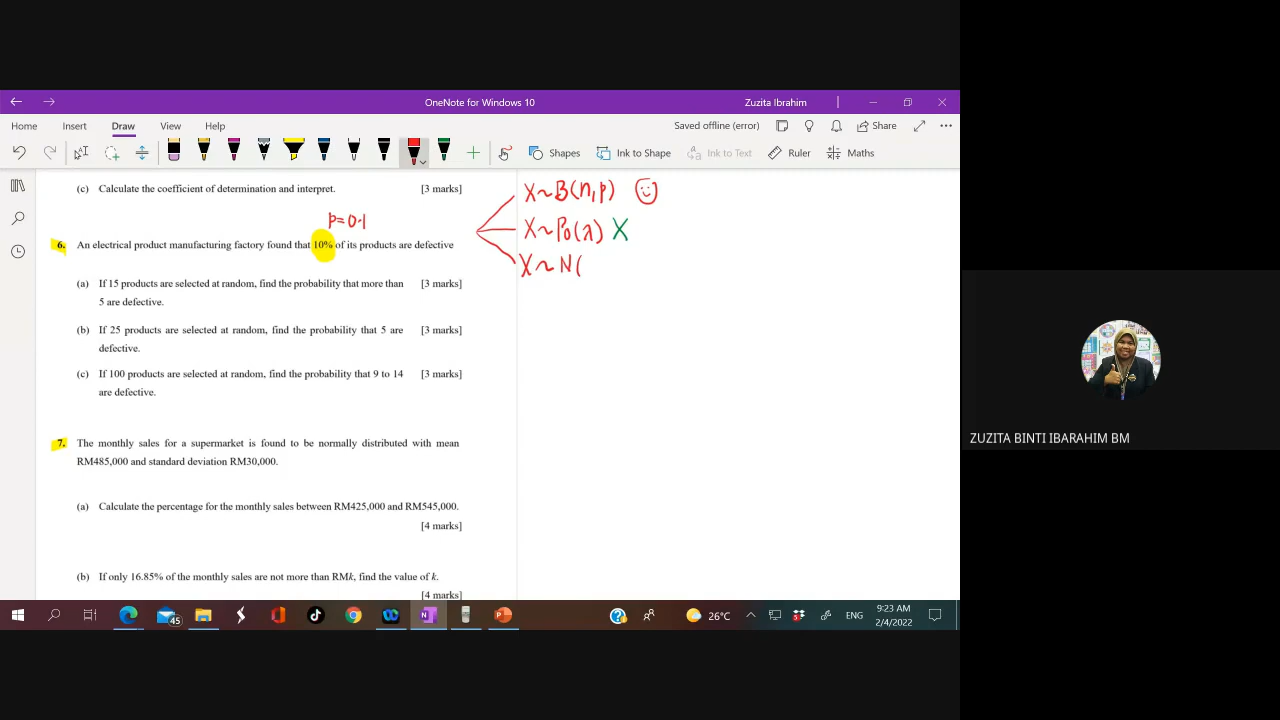 OneNote for Windows 10
Zuzita Ibrahim
Home Insert Draw View Help
Saved offline (error)
Share
Shapes
Ink to Shape
Ink to Text
Ruler
Maths
(c) Calculate the coefficient of determination and interpret. [3 marks]
p=0.1
6. An electrical product manufacturing factory found that 10% of its products are defective
(a) If 15 products are selected at random, find the probability that more than [3 marks]
5 are defective.
(b) If 25 products are selected at random, find the probability that 5 are [3 marks]
defective.
(c) If 100 products are selected at random, find the probability that 9 to 14 [3 marks]
are defective.
7. The monthly sales for a supermarket is found to be normally distributed with mean
RM485,000 and standard deviation RM30,000.
(a) Calculate the percentage for the monthly sales between RM425,000 and RM545,000.
[4 marks]
(b) If only 16.85% of the monthly sales are not more than RMk, find the value of k.
[4 marks]
X~B(n,p)
X~P₀(λ) X
X~N(
ZUZITA BINTI IBARAHIM BM
45
26°C
ENG
9:23 AM
2/4/2022